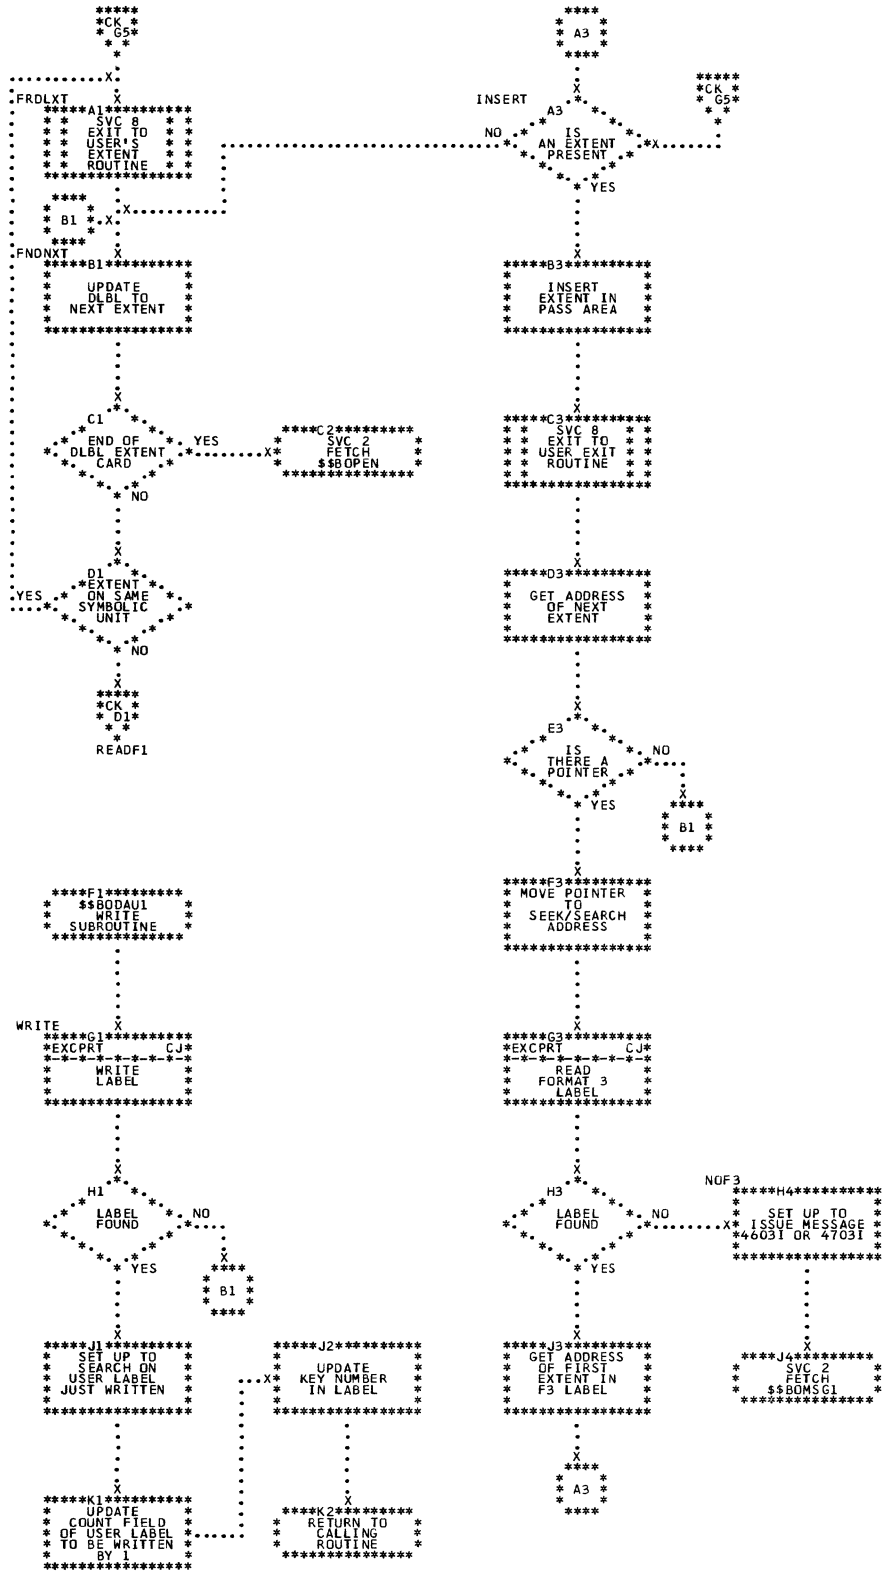 CK
G5
FRDLXT
A1
SVC 8
EXIT TO
USER'S
EXTENT
ROUTINE
B1
FNDNXT
B1
UPDATE
DLBL TO
NEXT EXTENT
C1
END OF
DLBL EXTENT
CARD
YES
NO
C2
SVC 2
FETCH
$$BOPEN
D1
EXTENT
ON SAME
SYMBOLIC
UNIT
YES
NO
CK
D1
READF1
F1
$$BODAU1
WRITE
SUBROUTINE
WRITE
G1
EXCPRT CJ
WRITE
LABEL
H1
LABEL
FOUND
NO
YES
B1
J1
SET UP TO
SEARCH ON
USER LABEL
JUST WRITTEN
K1
UPDATE
COUNT FIELD
OF USER LABEL
TO BE WRITTEN
BY 1
J2
UPDATE
KEY NUMBER
IN LABEL
K2
RETURN TO
CALLING
ROUTINE
A3
INSERT
A3
IS
AN EXTENT
PRESENT
NO
YES
CK
G5
B3
INSERT
EXTENT IN
PASS AREA
C3
SVC 8
EXIT TO
USER EXIT
ROUTINE
D3
GET ADDRESS
OF NEXT
EXTENT
E3
IS
THERE A
POINTER
NO
YES
B1
F3
MOVE POINTER
TO
SEEK/SEARCH
ADDRESS
G3
EXCPRT CJ
READ
FORMAT 3
LABEL
H3
LABEL
FOUND
NO
YES
NOF3
H4
SET UP TO
ISSUE MESSAGE
4603I OR 4703I
J4
SVC 2
FETCH
$$BOMSG1
J3
GET ADDRESS
OF FIRST
EXTENT IN
F3 LABEL
A3